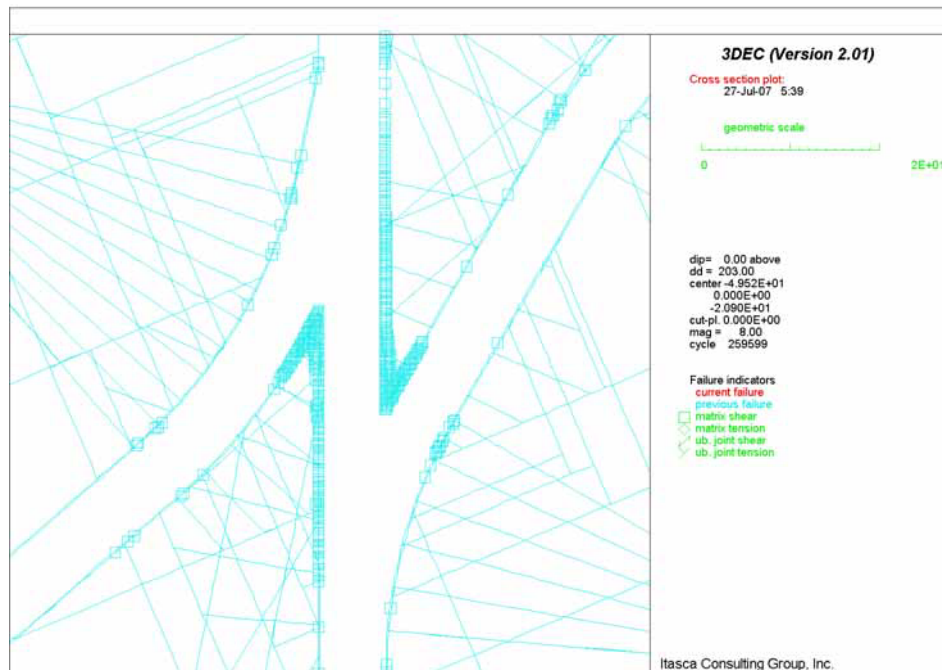 3DEC (Version 2.01)
Cross section plot:
27-Jul-07 5:39
geometric scale
0 2E+01
dip= 0.00 above
dd = 203.00
center -4.952E+01
0.000E+00
-2.090E+01
cut-pl. 0.000E+00
mag = 8.00
cycle 259599
Failure indicators
current failure
previous failure
matrix shear
matrix tension
ub. joint shear
ub. joint tension
Itasca Consulting Group, Inc.